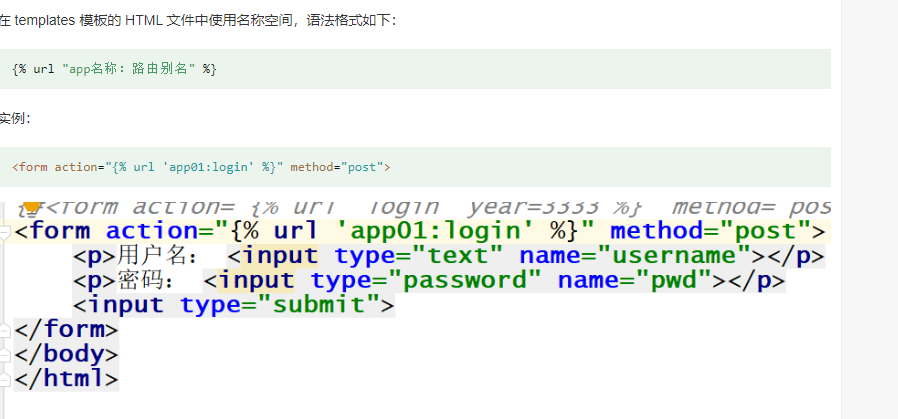 在 templates 模板的 HTML 文件中使用名称空间，语法格式如下：
{% url "app名称：路由别名" %}
实例：
<form action="{% url 'app01:login' %}" method="post">
<form action= {% url login year=3333 %} method= pos
<form action="{% url 'app01:login' %}" method="post">
<p>用户名： <input type="text" name="username"></p>
<p>密码： <input type="password" name="pwd"></p>
<input type="submit">
</form>
</body>
</html>